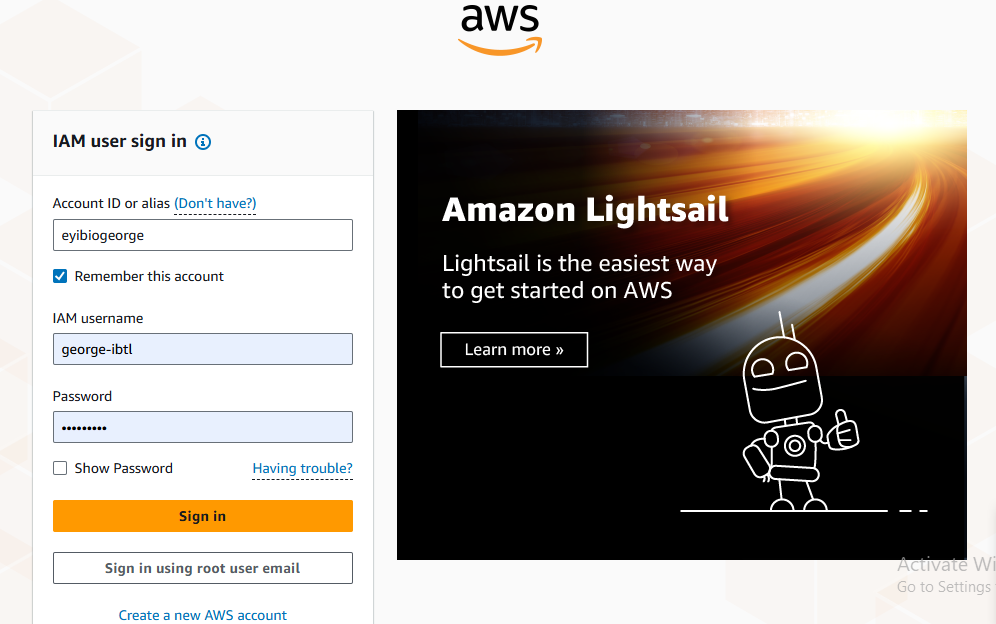 aws
IAM user sign in
Account ID or alias (Don't have?)
eyibiogeorge
Remember this account
IAM username
george-ibtl
Password
•••••••••
Show Password
Having trouble?
Sign in
Sign in using root user email
Create a new AWS account
Amazon Lightsail
Lightsail is the easiest way
to get started on AWS
Learn more »
Activate Wi
Go to Settings